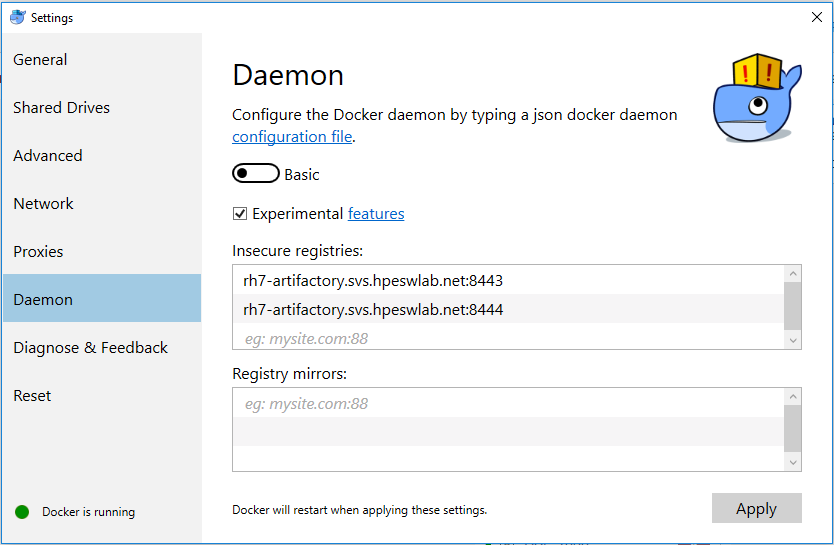 Settings
General
Shared Drives
Advanced
Network
Proxies
Daemon
Diagnose & Feedback
Reset
Docker is running
Daemon
Configure the Docker daemon by typing a json docker daemon
configuration file.
Basic
Experimental features
Insecure registries:
rh7-artifactory.svs.hpeswlab.net:8443
rh7-artifactory.svs.hpeswlab.net:8444
eg: mysite.com:88
Registry mirrors:
eg: mysite.com:88
Docker will restart when applying these settings.
Apply